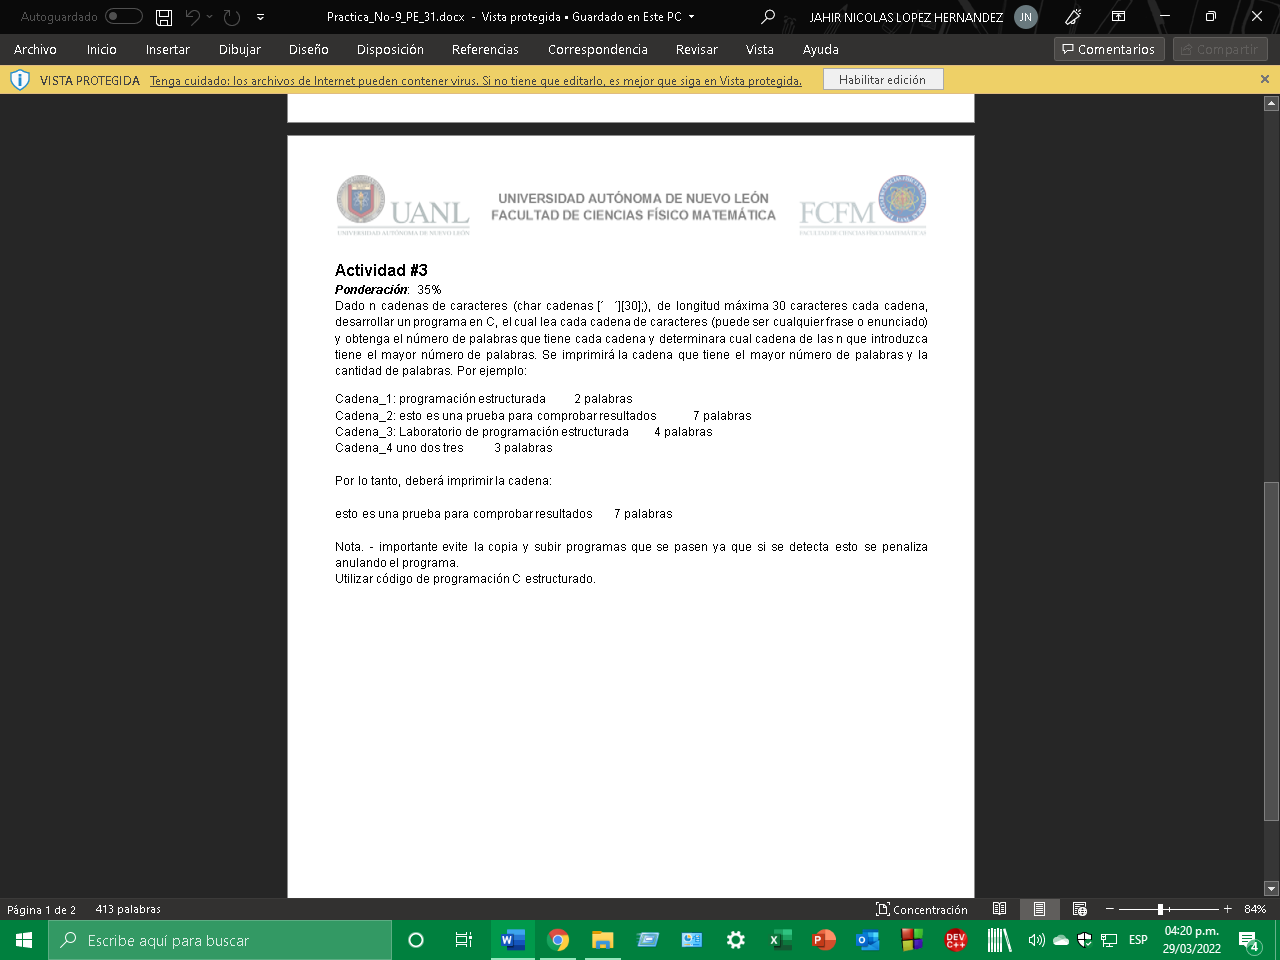 Autoguardado
Practica_No-9_PE_31.docx - Vista protegida • Guardado en Este PC
JAHIR NICOLAS LOPEZ HERNANDEZ JN
Archivo Inicio Insertar Dibujar Diseño Disposición Referencias Correspondencia Revisar Vista Ayuda Comentarios Compartir
VISTA PROTEGIDA Tenga cuidado: los archivos de Internet pueden contener virus. Si no tiene que editarlo, es mejor que siga en Vista protegida. Habilitar edición
UANL
UNIVERSIDAD AUTÓNOMA DE NUEVO LEÓN
UNIVERSIDAD AUTÓNOMA DE NUEVO LEÓN
FACULTAD DE CIENCIAS FÍSICO MATEMÁTICA
FCFM
FACULTAD DE CIENCIAS FÍSICO MATEMÁTICAS
Actividad #3
Ponderación: 35%
Dado n cadenas de caracteres (char cadenas [´ ´][30];), de longitud máxima 30 caracteres cada cadena,
desarrollar un programa en C, el cual lea cada cadena de caracteres (puede ser cualquier frase o enunciado)
y obtenga el número de palabras que tiene cada cadena y determinara cual cadena de las n que introduzca
tiene el mayor número de palabras. Se imprimirá la cadena que tiene el mayor número de palabras y la
cantidad de palabras. Por ejemplo:
Cadena_1: programación estructurada 2 palabras
Cadena_2: esto es una prueba para comprobar resultados 7 palabras
Cadena_3: Laboratorio de programación estructurada 4 palabras
Cadena_4 uno dos tres 3 palabras
Por lo tanto, deberá imprimir la cadena:
esto es una prueba para comprobar resultados 7 palabras
Nota. - importante evite la copia y subir programas que se pasen ya que si se detecta esto se penaliza
anulando el programa.
Utilizar código de programación C estructurado.
Página 1 de 2 413 palabras Concentración 84%
Escribe aquí para buscar
DEV C++
ESP
04:20 p.m.
29/03/2022
4